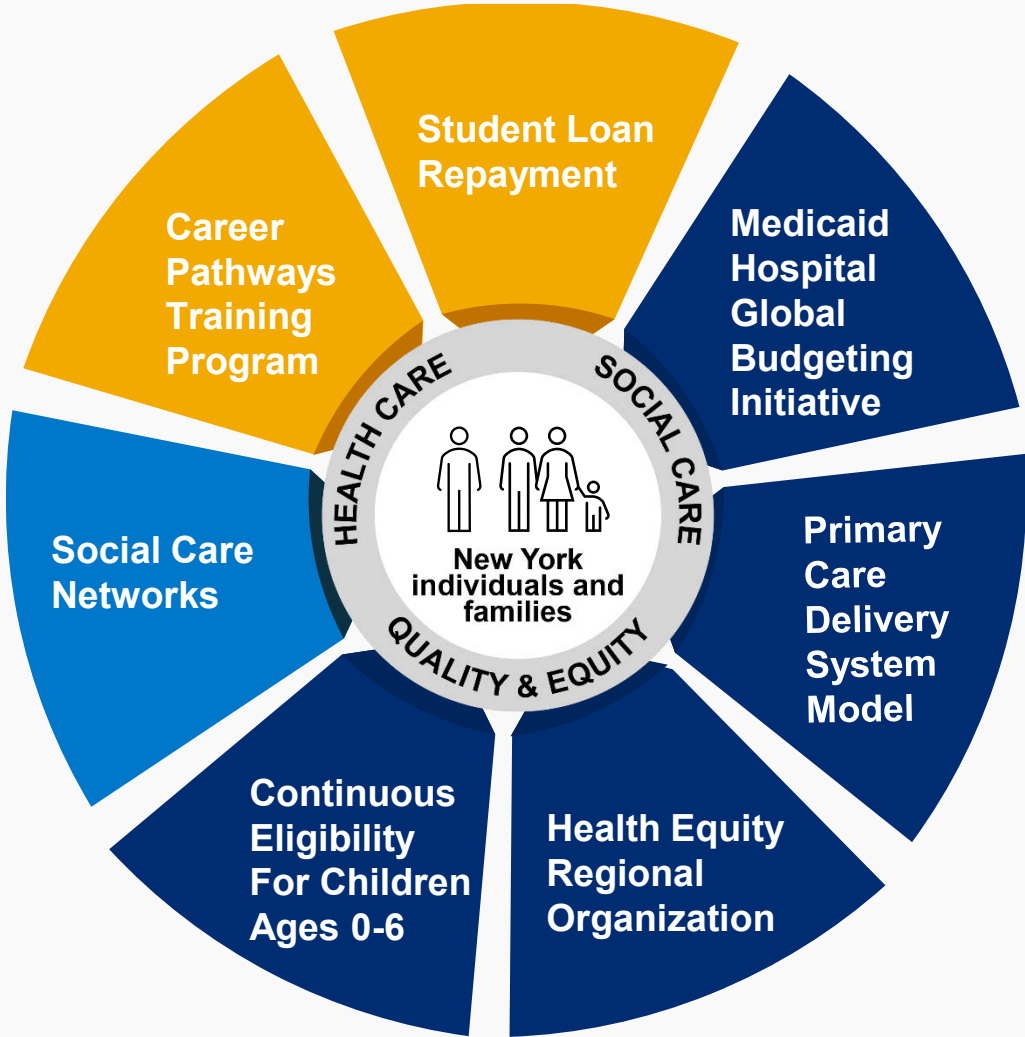 Student Loan
Repayment
Medicaid
Hospital
Global
Budgeting
Initiative
Primary
Care
Delivery
System
Model
Health Equity
Regional
Organization
Continuous
Eligibility
For Children
Ages 0-6
Social Care
Networks
Career
Pathways
Training
Program
HEALTH CARE
SOCIAL CARE
QUALITY & EQUITY
New York
individuals and
families